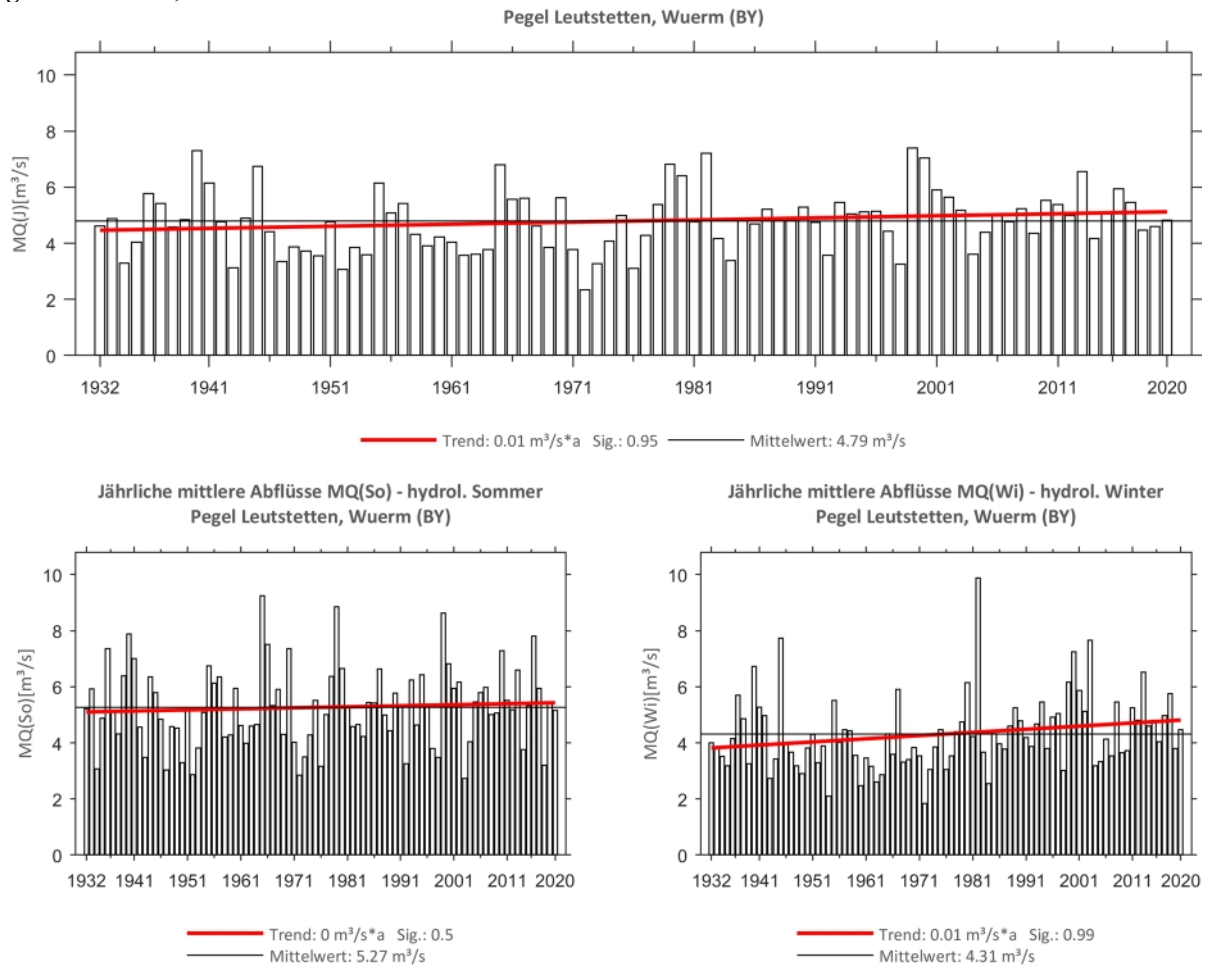 Pegel Leutstetten, Wuerm (BY)
MQ(J)[m³/s]
10
8
6
4
2
0
1932 1941 1951 1961 1971 1981 1991 2001 2011 2020
Trend: 0.01 m³/s*a Sig.: 0.95 Mittelwert: 4.79 m³/s
Jährliche mittlere Abflüsse MQ(So) - hydrol. Sommer
Pegel Leutstetten, Wuerm (BY)
MQ(So)[m³/s]
10
8
6
4
2
0
1932 1941 1951 1961 1971 1981 1991 2001 2011 2020
Trend: 0 m³/s*a Sig.: 0.5
Mittelwert: 5.27 m³/s
Jährliche mittlere Abflüsse MQ(Wi) - hydrol. Winter
Pegel Leutstetten, Wuerm (BY)
MQ(Wi)[m³/s]
10
8
6
4
2
0
1932 1941 1951 1961 1971 1981 1991 2001 2011 2020
Trend: 0.01 m³/s*a Sig.: 0.99
Mittelwert: 4.31 m³/s